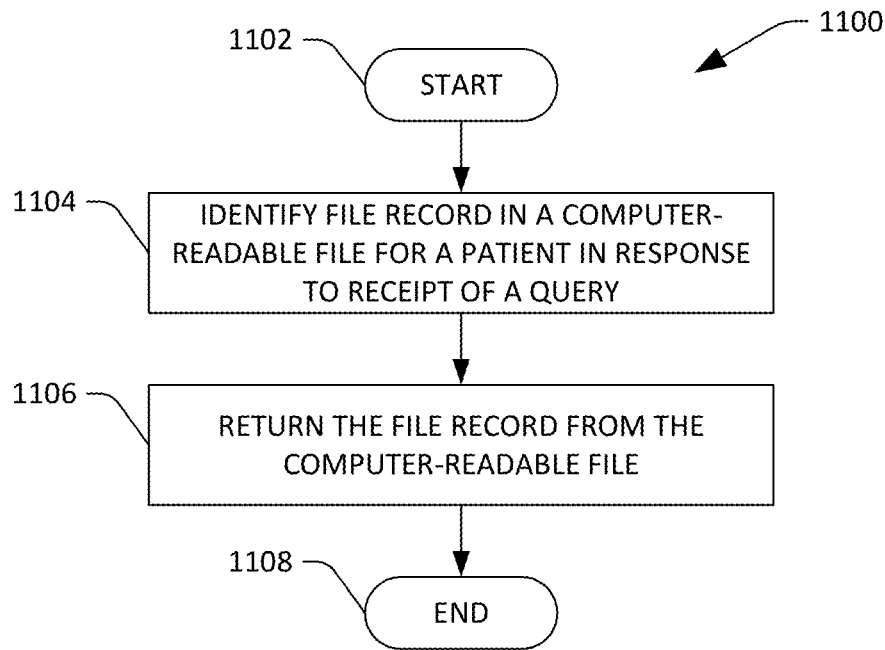 1100
1102
START
1104
IDENTIFY FILE RECORD IN A COMPUTER-
READABLE FILE FOR A PATIENT IN RESPONSE
TO RECEIPT OF A QUERY
1106
RETURN THE FILE RECORD FROM THE
COMPUTER-READABLE FILE
1108
END